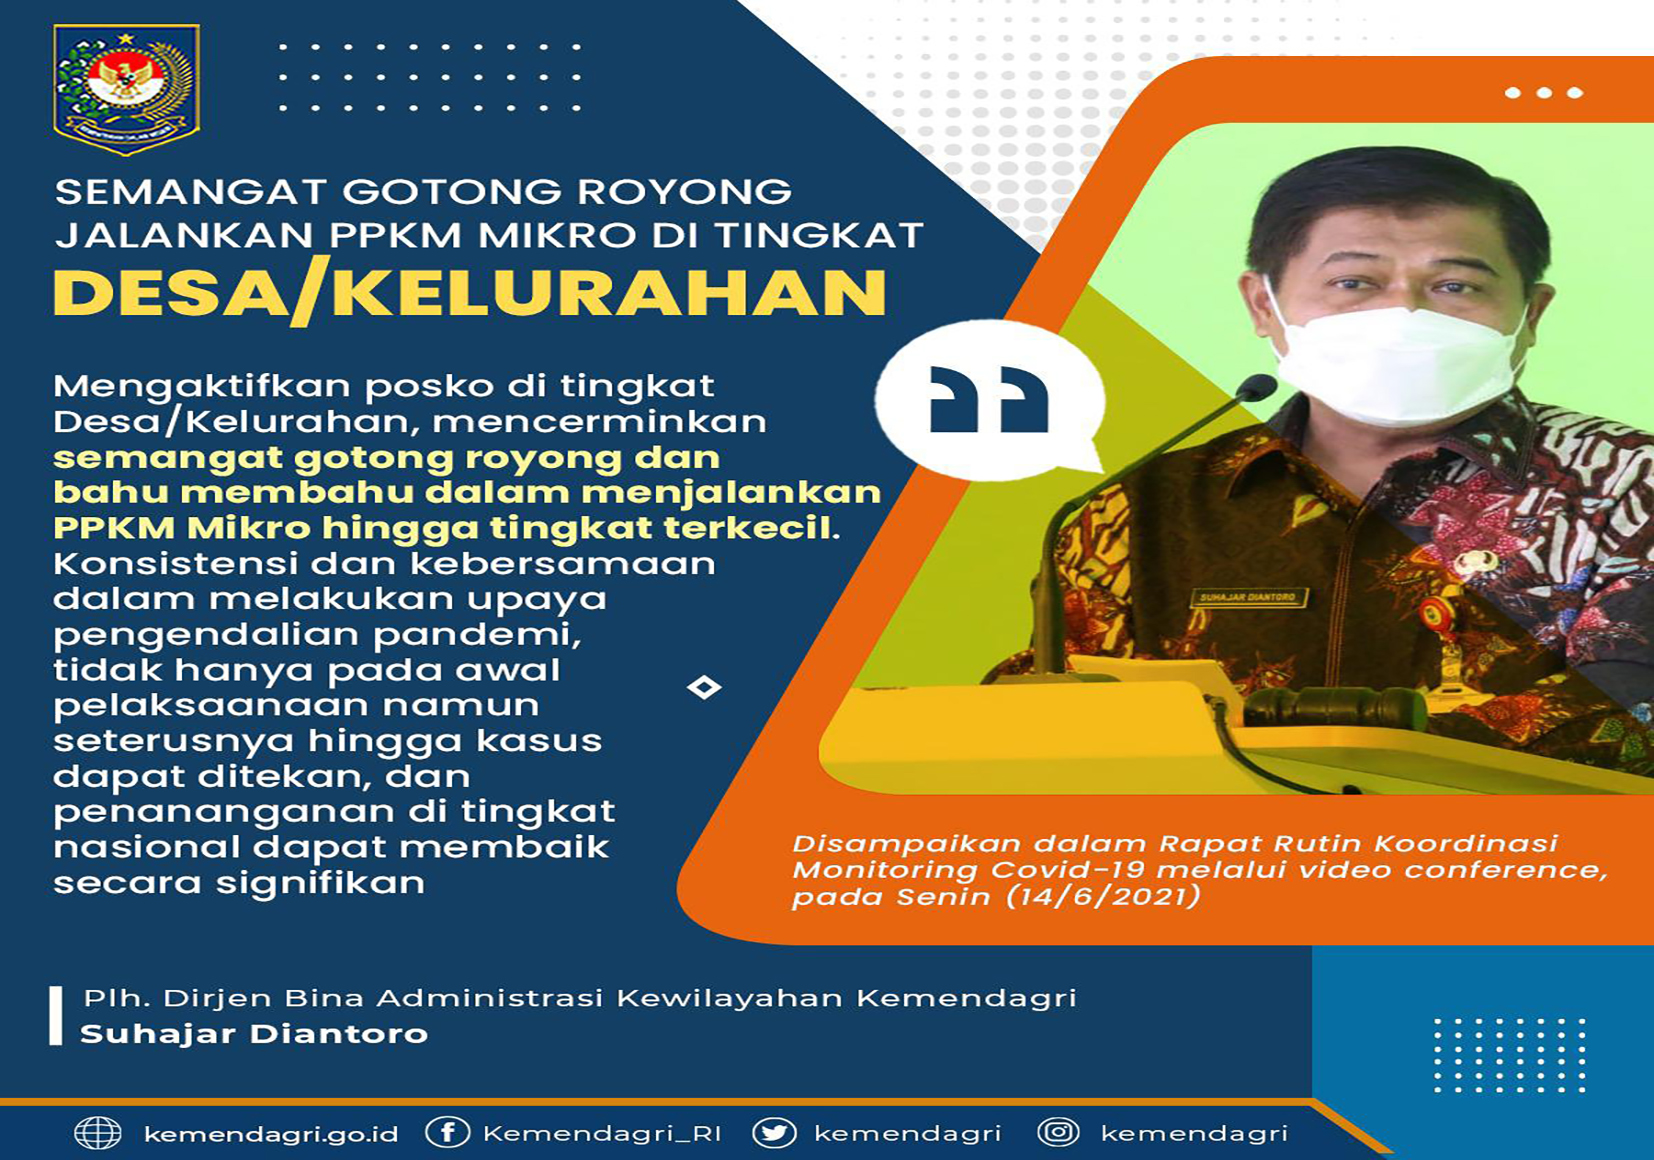 KEMENTERIAN DALAM NEGERI
SEMANGAT GOTONG ROYONG
JALANKAN PPKM MIKRO DI TINGKAT
DESA/KELURAHAN
Mengaktifkan posko di tingkat
Desa/Kelurahan, mencerminkan
semangat gotong royong dan
bahu membahu dalam menjalankan
PPKM Mikro hingga tingkat terkecil.
Konsistensi dan kebersamaan
dalam melakukan upaya
pengendalian pandemi,
tidak hanya pada awal
pelaksaanaan namun
seterusnya hingga kasus
dapat ditekan, dan
penananganan di tingkat
nasional dapat membaik
secara signifikan
SUHAJAR DIANTORO
Disampaikan dalam Rapat Rutin Koordinasi
Monitoring Covid-19 melalui video conference,
pada Senin (14/6/2021)
Plh. Dirjen Bina Administrasi Kewilayahan Kemendagri
Suhajar Diantoro
kemendagri.go.id Kemendagri_RI kemendagri kemendagri